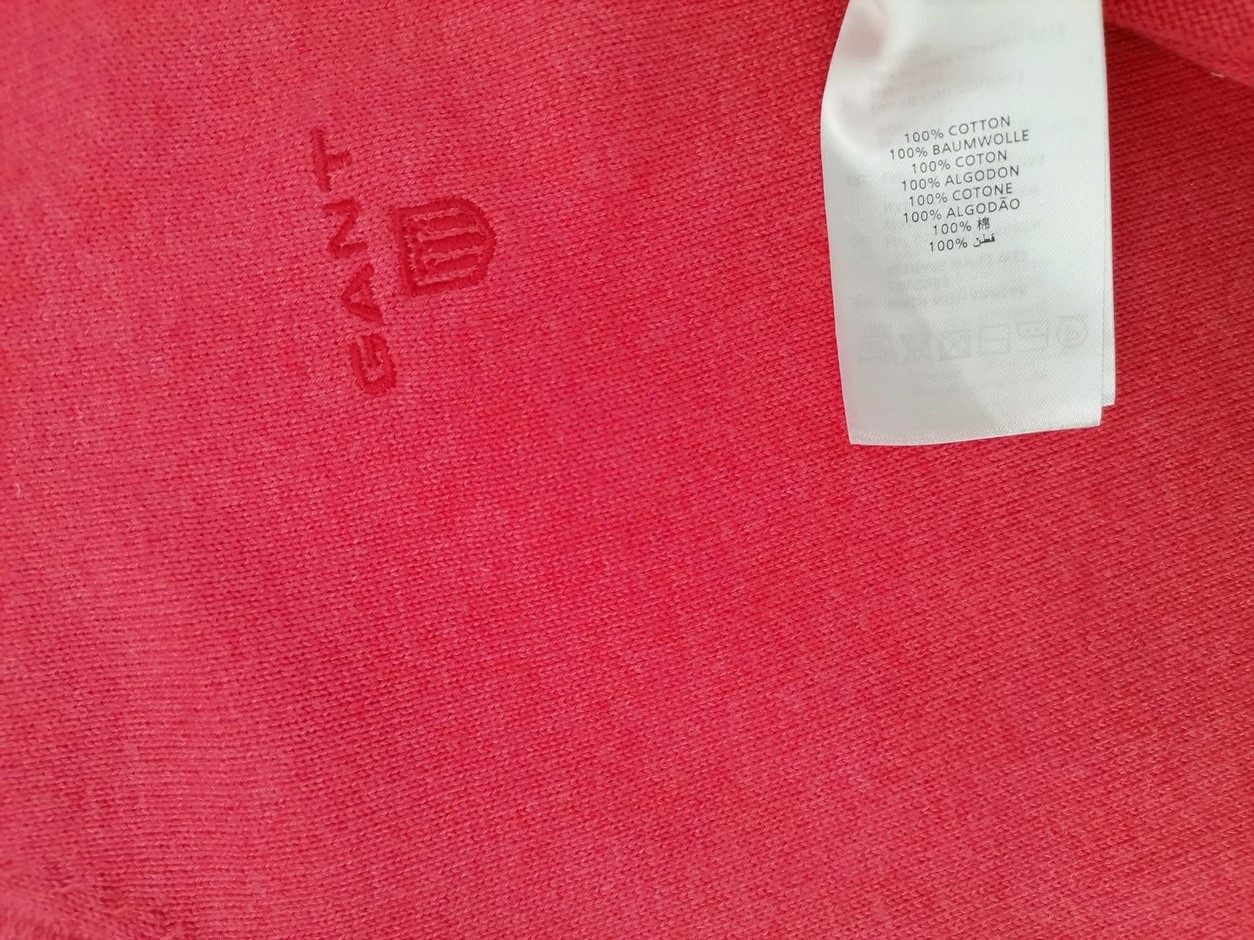 GANT
100% COTTON
100% BAUMWOLLE
100% COTON
100% ALGODON
100% COTONE
100% ALGODÃO
100% 棉
100% قطن